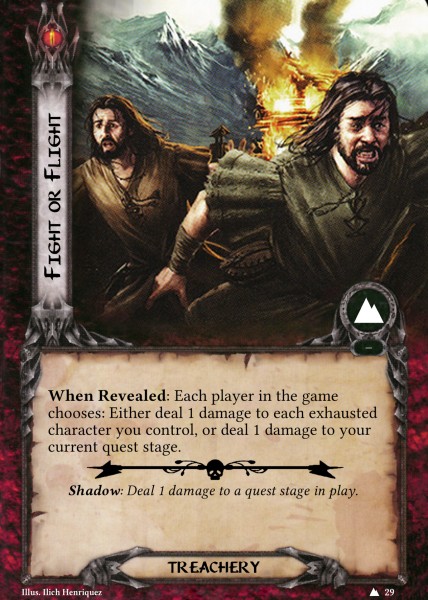 FIGHT OR FLIGHT
When Revealed: Each player in the game
chooses: Either deal 1 damage to each exhausted
character you control, or deal 1 damage to your
current quest stage.
Shadow: Deal 1 damage to a quest stage in play.
TREACHERY
Illus. Ilich Henriquez
29